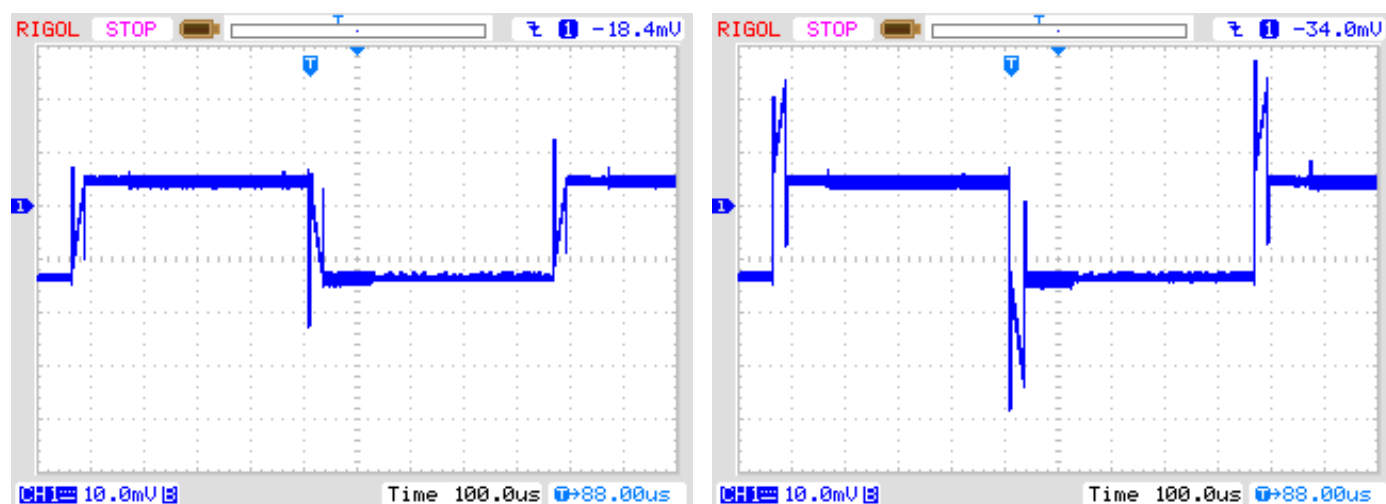 RIGOL STOP T 1 -18.4mV
T
1
CH1 10.0mV B Time 100.0us T→88.00us
RIGOL STOP T 1 -34.0mV
T
1
CH1 10.0mV B Time 100.0us T→88.00us